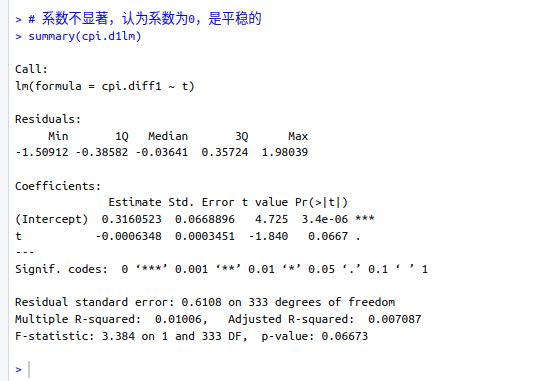 > # 系数不显著，认为系数为0，是平稳的
> summary(cpi.d1lm)
Call:
lm(formula = cpi.diff1 ~ t)
Residuals:
     Min       1Q   Median       3Q      Max
-1.50912 -0.38582 -0.03641  0.35724  1.98039
Coefficients:
              Estimate Std. Error t value Pr(>|t|)
(Intercept)  0.3160523  0.0668896   4.725  3.4e-06 ***
t           -0.0006348  0.0003451  -1.840   0.0667 .
---
Signif. codes:  0 ‘***’ 0.001 ‘**’ 0.01 ‘*’ 0.05 ‘.’ 0.1 ‘ ’ 1
Residual standard error: 0.6108 on 333 degrees of freedom
Multiple R-squared:  0.01006,   Adjusted R-squared:  0.007087
F-statistic: 3.384 on 1 and 333 DF,  p-value: 0.06673
>